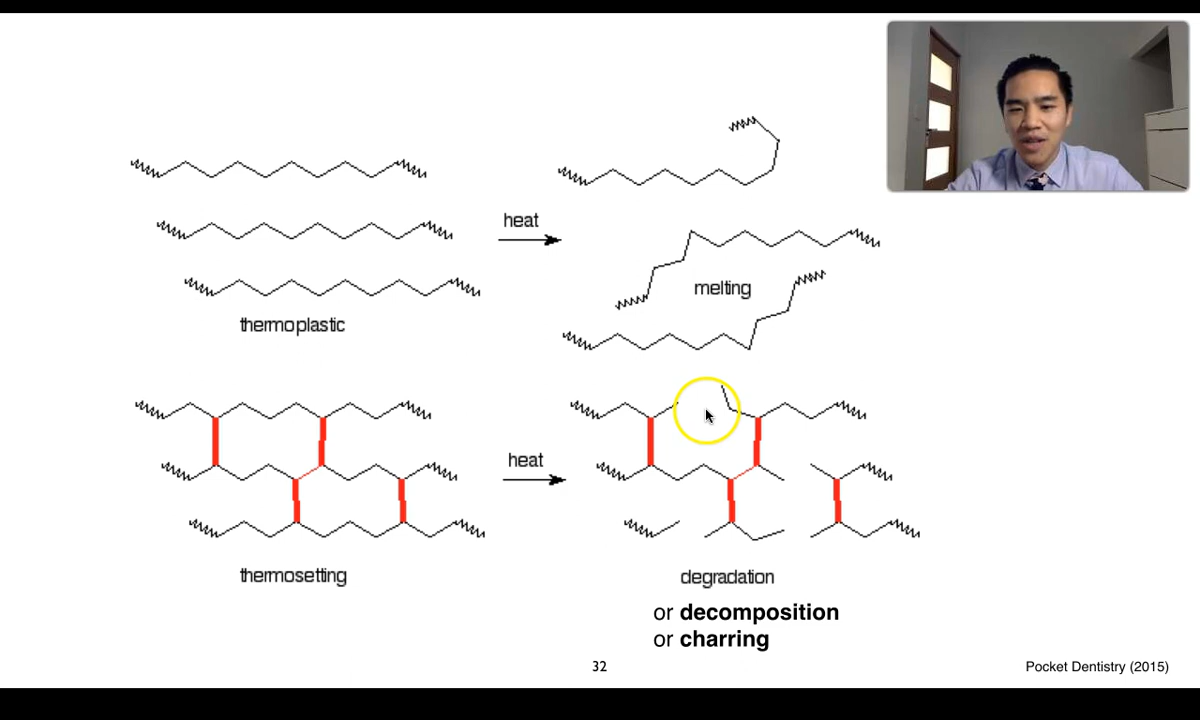 heat
melting
thermoplastic
heat
thermosetting
degradation
or decomposition
or charring
32
Pocket Dentistry (2015)